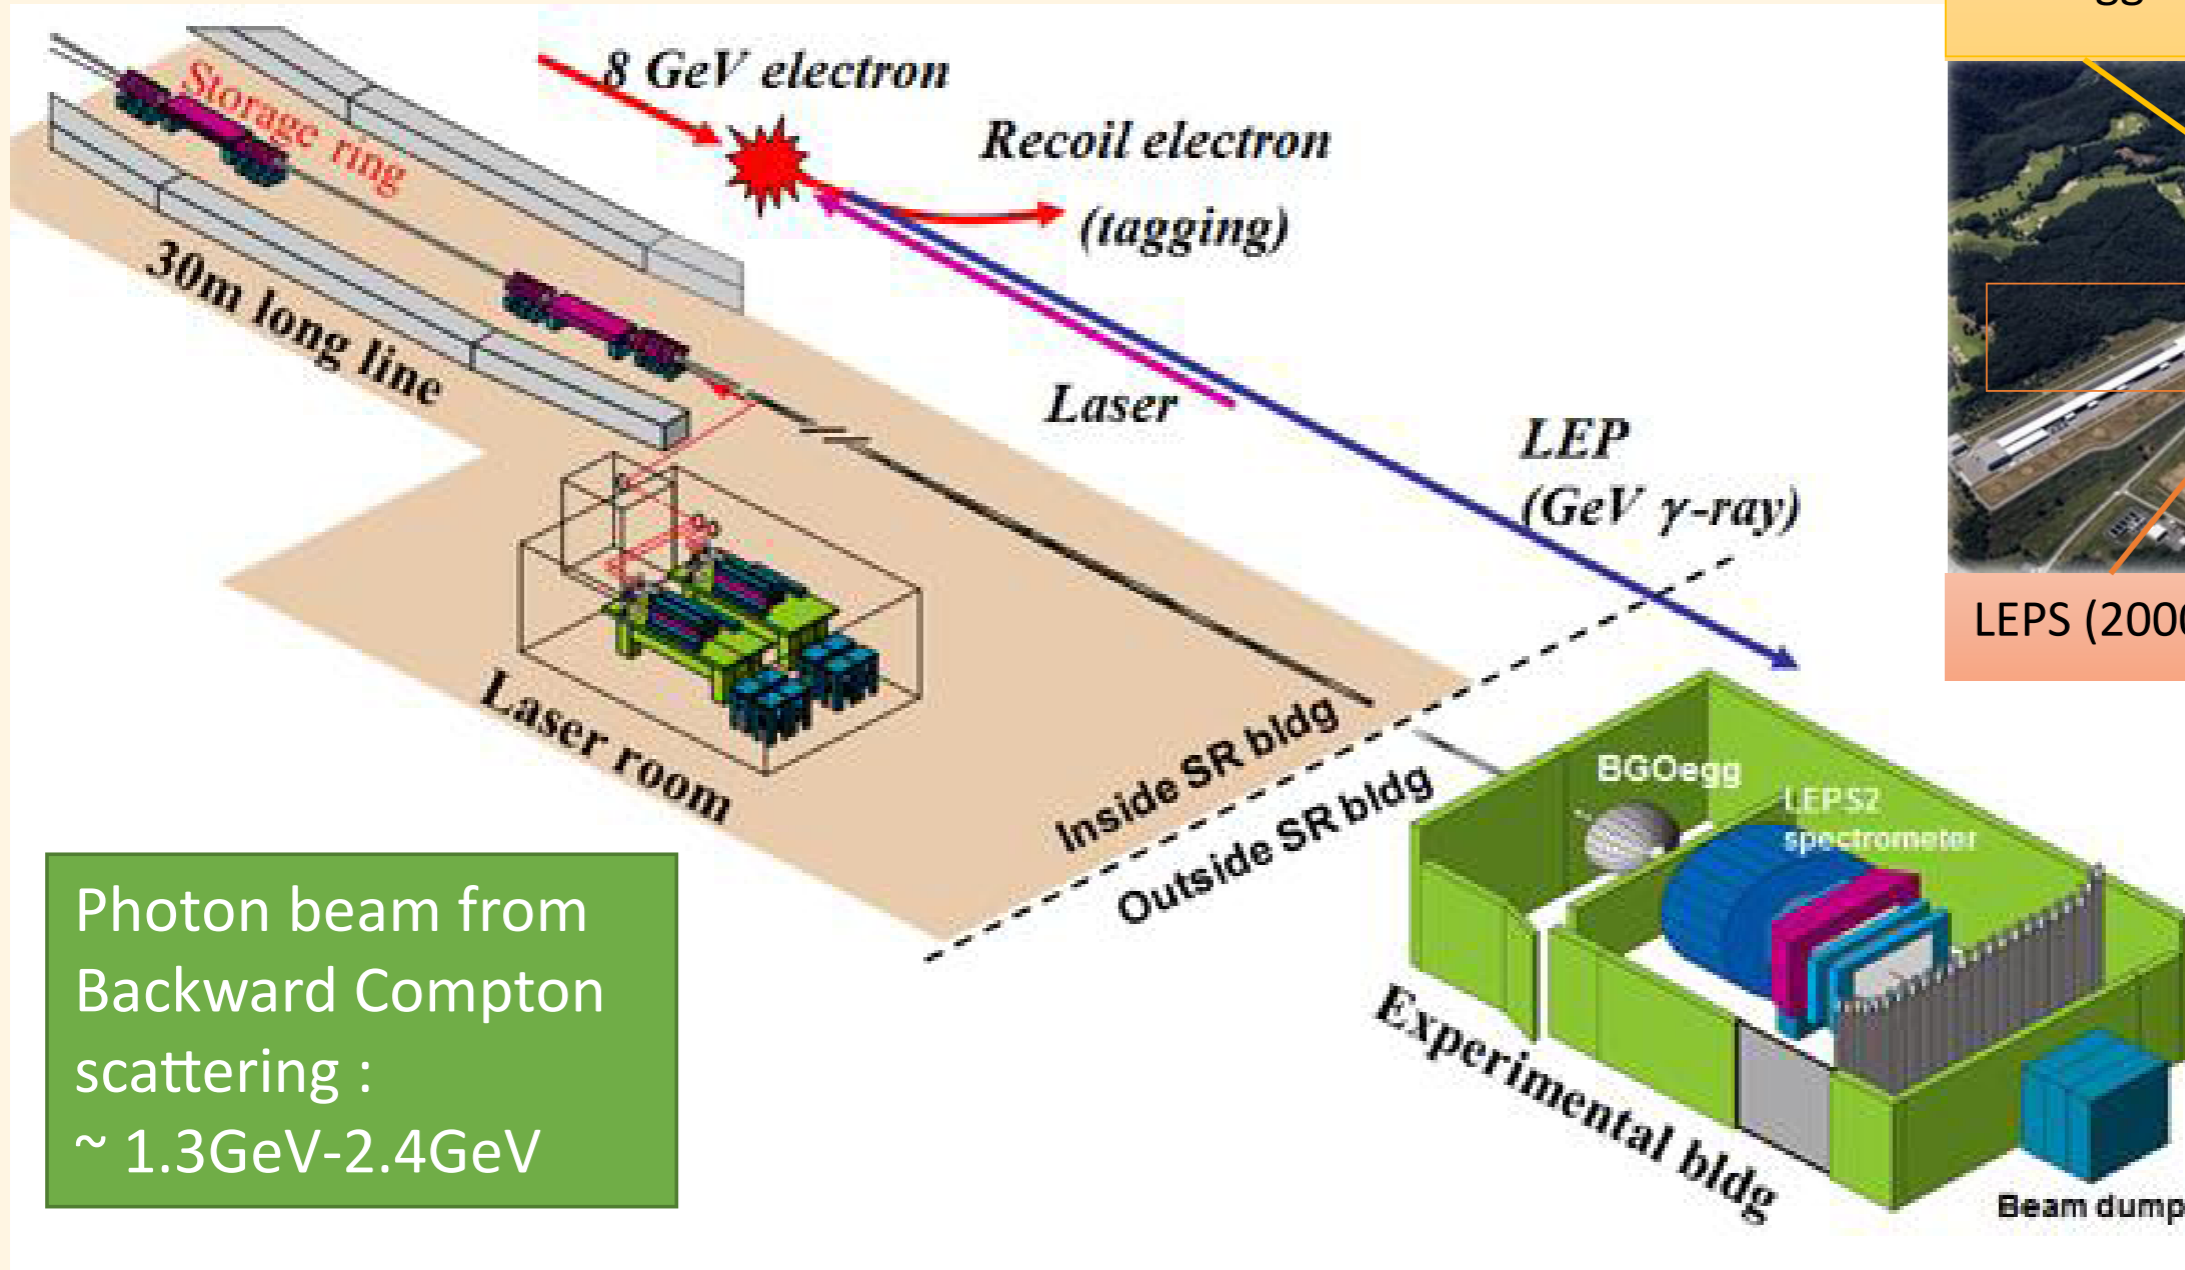 8 GeV electron
Storage ring
Recoil electron
(tagging)
30m long line
Laser
LEP
(GeV γ-ray)
LEPS (200
Laser room
Inside SR bldg
Outside SR bldg
BGOegg
LEPS2
spectrometer
Photon beam from
Backward Compton
scattering :
~ 1.3GeV-2.4GeV
Experimental bldg
Beam dump